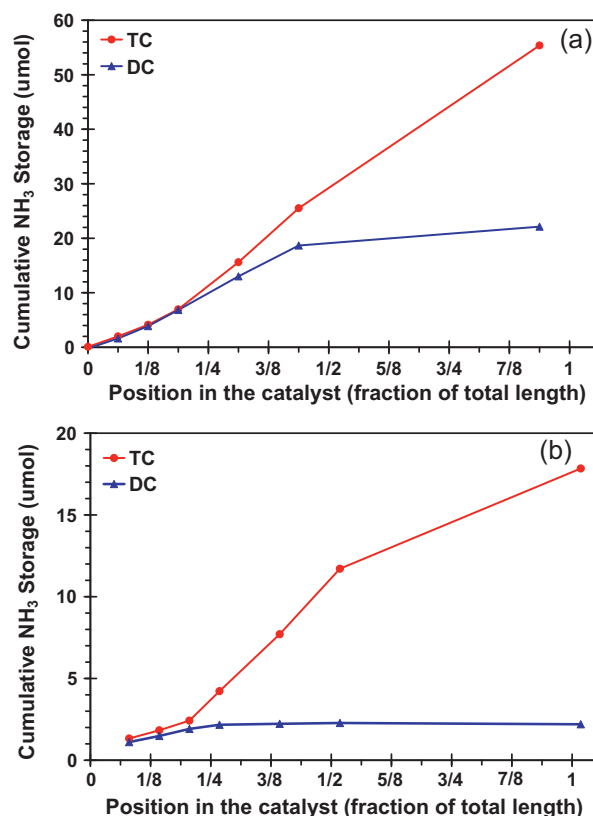 (a)
TC
DC
Cumulative NH₃ Storage (umol)
60
50
40
30
20
10
0
0 1/8 1/4 3/8 1/2 5/8 3/4 7/8 1
Position in the catalyst (fraction of total length)
(b)
TC
DC
Cumulative NH₃ Storage (umol)
20
15
10
5
0
0 1/8 1/4 3/8 1/2 5/8 3/4 7/8 1
Position in the catalyst (fraction of total length)